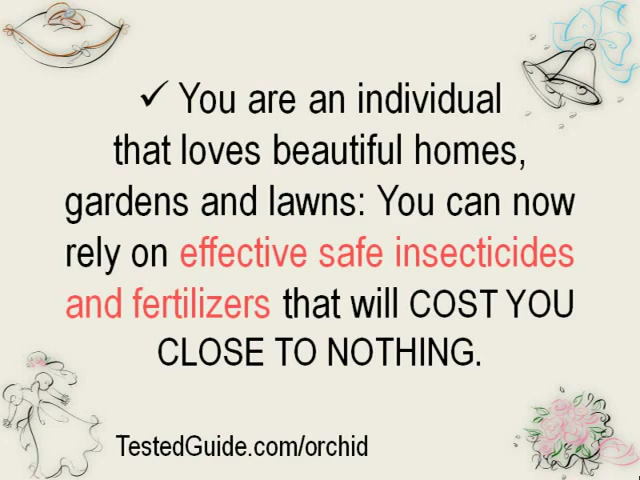 ✓ You are an individual
that loves beautiful homes,
gardens and lawns: You can now
rely on effective safe insecticides
and fertilizers that will COST YOU
CLOSE TO NOTHING.
TestedGuide.com/orchid